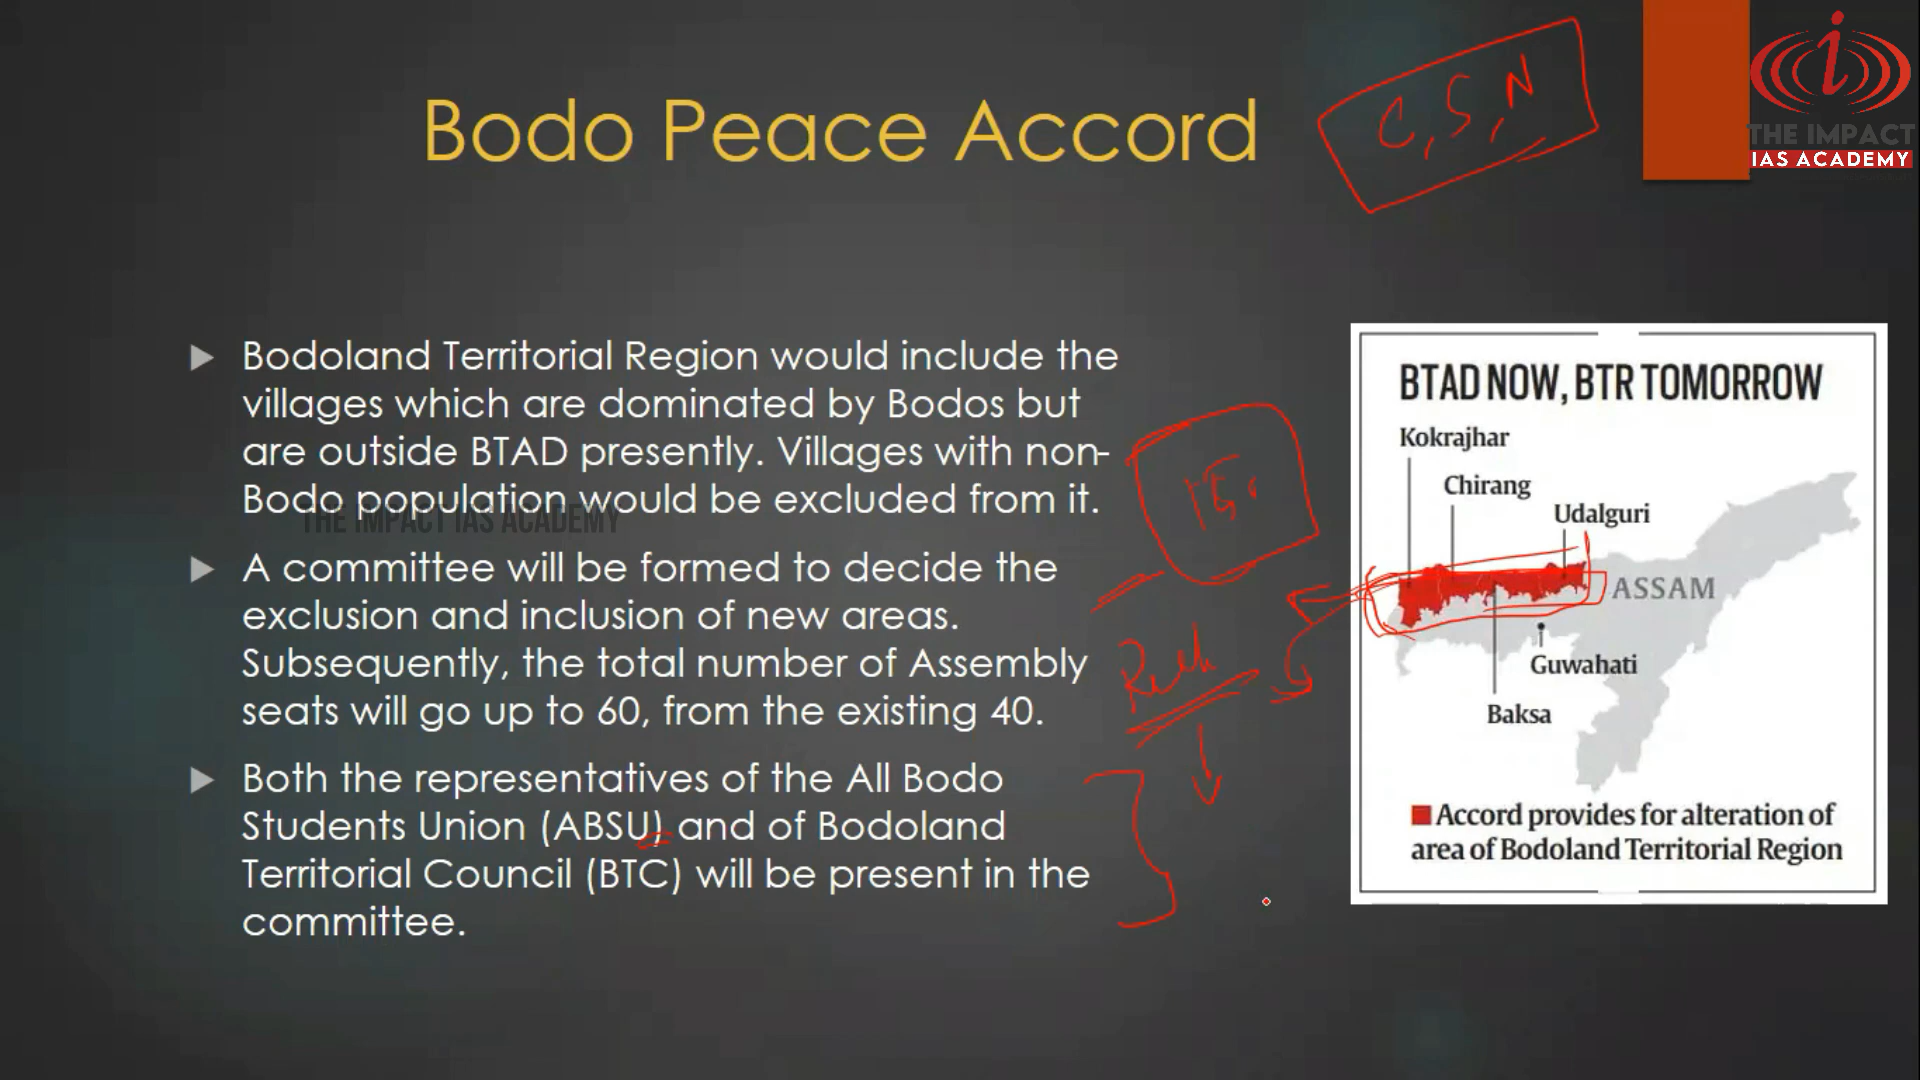 Bodo Peace Accord
C, S, N
THE IMPACT
IAS ACADEMY
Bodoland Territorial Region would include the
villages which are dominated by Bodos but
are outside BTAD presently. Villages with non-
Bodo population would be excluded from it.
THE IMPACT IAS ACADEMY
A committee will be formed to decide the
exclusion and inclusion of new areas.
Subsequently, the total number of Assembly
seats will go up to 60, from the existing 40.
Both the representatives of the All Bodo
Students Union (ABSU) and of Bodoland
Territorial Council (BTC) will be present in the
committee.
BTAD NOW, BTR TOMORROW
Kokrajhar
Chirang
Udalguri
ASSAM
Guwahati
Baksa
Accord provides for alteration of
area of Bodoland Territorial Region